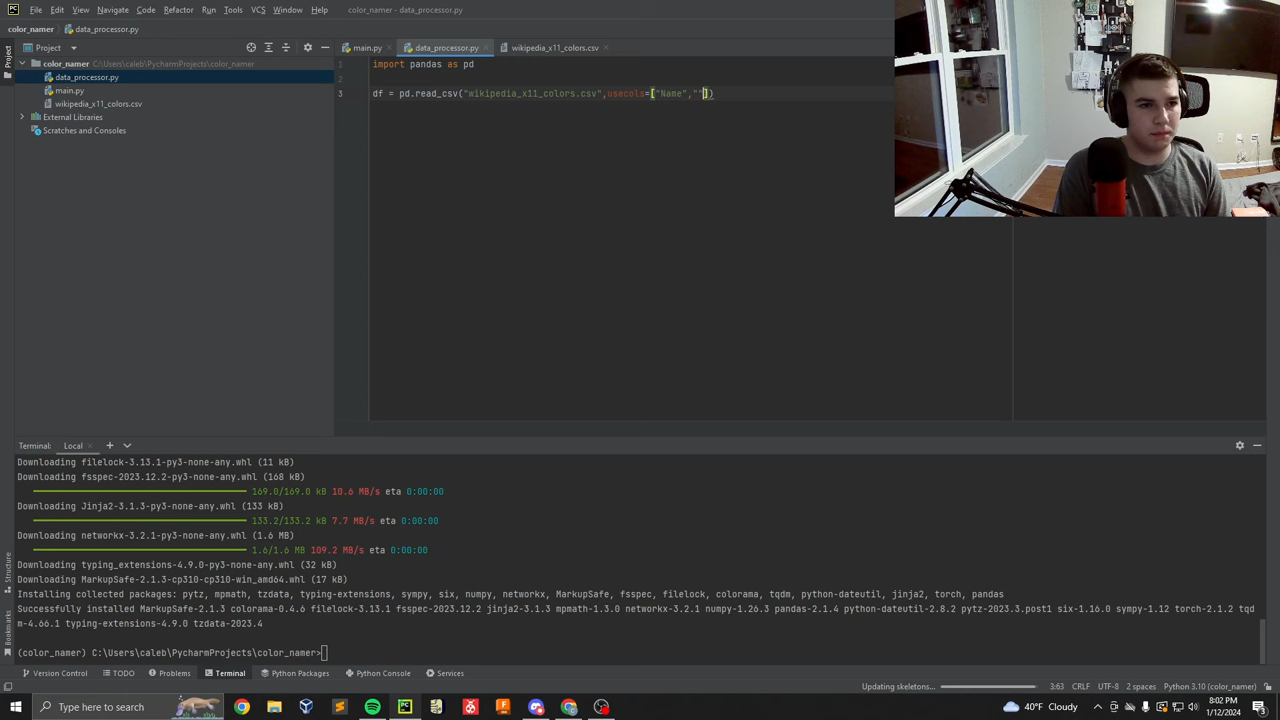 File Edit View Navigate Code Refactor Run Tools VCS Window Help color_namer - data_processor.py
color_namer data_processor.py
Project main.py data_processor.py wikipedia_x11_colors.csv
color_namer C:\Users\caleb\PycharmProjects\color_namer
data_processor.py
main.py
wikipedia_x11_colors.csv
External Libraries
Scratches and Consoles
Project
1 import pandas as pd
2
3 df = pd.read_csv("wikipedia_x11_colors.csv",usecols=["Name",""])
Terminal: Local
Downloading filelock-3.13.1-py3-none-any.whl (11 kB)
Downloading fsspec-2023.12.2-py3-none-any.whl (168 kB)
169.0/169.0 kB 10.6 MB/s eta 0:00:00
Downloading Jinja2-3.1.3-py3-none-any.whl (133 kB)
133.2/133.2 kB 7.7 MB/s eta 0:00:00
Downloading networkx-3.2.1-py3-none-any.whl (1.6 MB)
1.6/1.6 MB 109.2 MB/s eta 0:00:00
Downloading typing_extensions-4.9.0-py3-none-any.whl (32 kB)
Downloading MarkupSafe-2.1.3-cp310-cp310-win_amd64.whl (17 kB)
Installing collected packages: pytz, mpmath, tzdata, typing-extensions, sympy, six, numpy, networkx, MarkupSafe, fsspec, filelock, colorama, tqdm, python-dateutil, jinja2, torch, pandas
Successfully installed MarkupSafe-2.1.3 colorama-0.4.6 filelock-3.13.1 fsspec-2023.12.2 jinja2-3.1.3 mpmath-1.3.0 networkx-3.2.1 numpy-1.26.3 pandas-2.1.4 python-dateutil-2.8.2 pytz-2023.3.post1 six-1.16.0 sympy-1.12 torch-2.1.2 tqd
m-4.66.1 typing-extensions-4.9.0 tzdata-2023.4
(color_namer) C:\Users\caleb\PycharmProjects\color_namer>
Structure
Bookmarks
Version Control TODO Problems Terminal Python Packages Python Console Services
Updating skeletons... 3:63 CRLF UTF-8 2 spaces Python 3.10 (color_namer)
Type here to search
40°F Cloudy
8:02 PM
1/12/2024